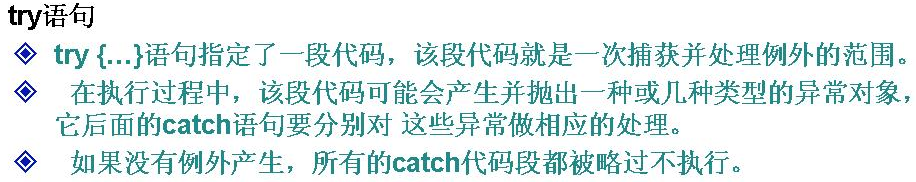 try语句
try {…}语句指定了一段代码，该段代码就是一次捕获并处理例外的范围。
在执行过程中，该段代码可能会产生并抛出一种或几种类型的异常对象，
它后面的catch语句要分别对 这些异常做相应的处理。
如果没有例外产生，所有的catch代码段都被略过不执行。